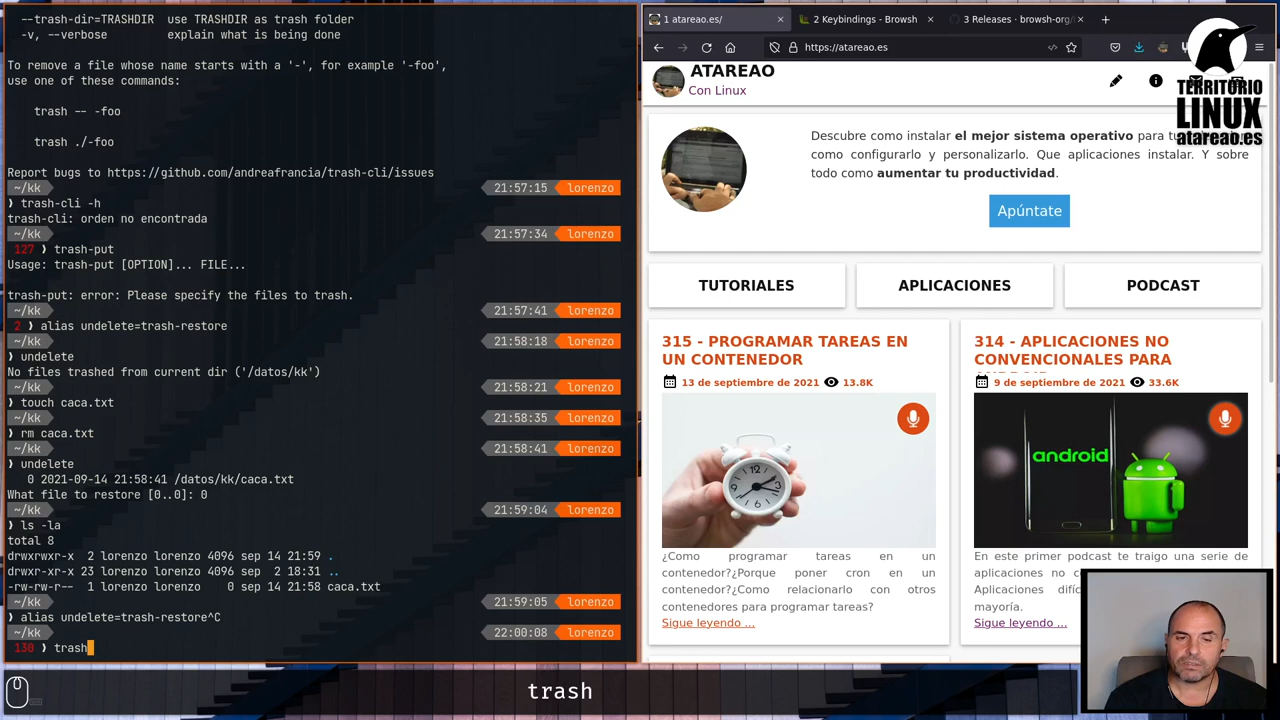 --trash-dir=TRASHDIR  use TRASHDIR as trash folder
-v, --verbose         explain what is being done
To remove a file whose name starts with a '-', for example '-foo',
use one of these commands:
trash -- -foo
trash ./-foo
Report bugs to https://github.com/andreafrancia/trash-cli/issues
~/kk 21:57:15 lorenzo
❯ trash-cli -h
trash-cli: orden no encontrada
~/kk 21:57:34 lorenzo
127 ❯ trash-put
Usage: trash-put [OPTION]... FILE...
trash-put: error: Please specify the files to trash.
~/kk 21:57:41 lorenzo
2 ❯ alias undelete=trash-restore
~/kk 21:58:18 lorenzo
❯ undelete
No files trashed from current dir ('/datos/kk')
~/kk 21:58:21 lorenzo
❯ touch caca.txt
~/kk 21:58:35 lorenzo
❯ rm caca.txt
~/kk 21:58:41 lorenzo
❯ undelete
0 2021-09-14 21:58:41 /datos/kk/caca.txt
What file to restore [0..0]: 0
~/kk 21:59:04 lorenzo
❯ ls -la
total 8
drwxrwxr-x  2 lorenzo lorenzo 4096 sep 14 21:59 .
drwxr-xr-x 23 lorenzo lorenzo 4096 sep  2 18:31 ..
-rw-rw-r--  1 lorenzo lorenzo    0 sep 14 21:58 caca.txt
~/kk 21:59:05 lorenzo
❯ alias undelete=trash-restore^C
~/kk 22:00:08 lorenzo
130 ❯ trash
1 atareao.es/
2 Keybindings - Browsh
3 Releases · browsh-org/
https://atareao.es
ATAREAO
Con Linux
TERRITORIO
LINUX
atareao.es
Descubre como instalar el mejor sistema operativo para tu
como configurarlo y personalizarlo. Que aplicaciones instalar. Y sobre
todo como aumentar tu productividad.
Apúntate
TUTORIALES
APLICACIONES
PODCAST
315 - PROGRAMAR TAREAS EN
UN CONTENEDOR
13 de septiembre de 2021 13.8K
¿Como programar tareas en un
contenedor?¿Porque poner cron en un
contenedor?¿Como relacionarlo con otros
contenedores para programar tareas?
Sigue leyendo ...
314 - APLICACIONES NO
CONVENCIONALES PARA
9 de septiembre de 2021 33.6K
android
En este primer podcast te traigo una serie de
aplicaciones no
Aplicaciones
mayoría.
Sigue leyendo ...
trash